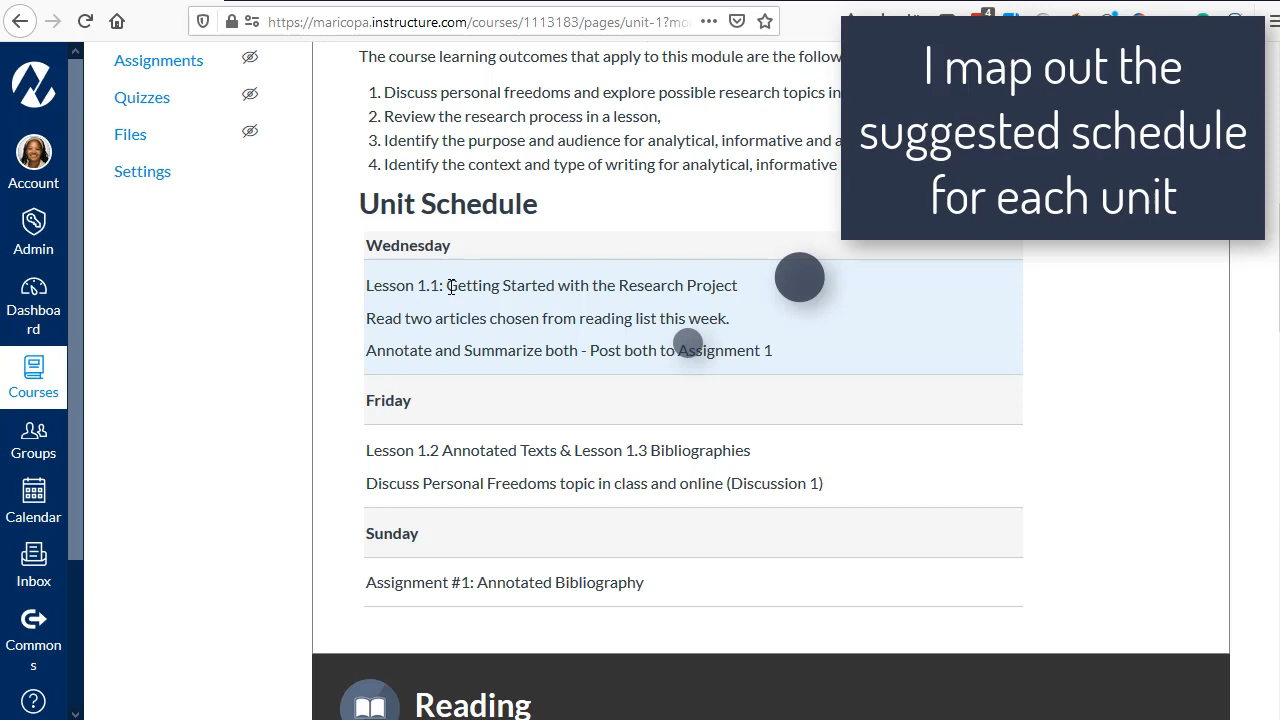 https://maricopa.instructure.com/courses/1113183/pages/unit-1?mo
4
I map out the
suggested schedule
for each unit
Account
Admin
Dashboa
rd
Courses
Groups
Calendar
Inbox
Common
s
Assignments
Quizzes
Files
Settings
The course learning outcomes that apply to this module are the follow
1. Discuss personal freedoms and explore possible research topics in
2. Review the research process in a lesson,
3. Identify the purpose and audience for analytical, informative and a
4. Identify the context and type of writing for analytical, informative
Unit Schedule
Wednesday
Lesson 1.1: Getting Started with the Research Project
Read two articles chosen from reading list this week.
Annotate and Summarize both - Post both to Assignment 1
Friday
Lesson 1.2 Annotated Texts & Lesson 1.3 Bibliographies
Discuss Personal Freedoms topic in class and online (Discussion 1)
Sunday
Assignment #1: Annotated Bibliography
Reading